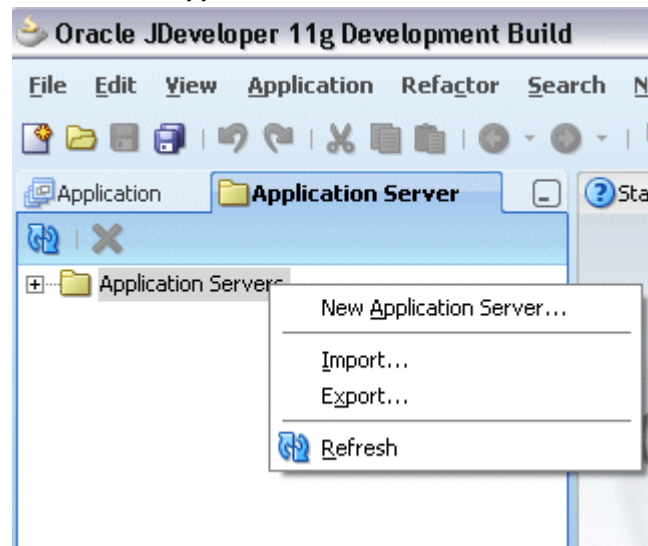 Oracle JDeveloper 11g Development Build
File Edit View Application Refactor Search N
Application Application Server Sta
Application Servers
New Application Server...
Import...
Export...
Refresh